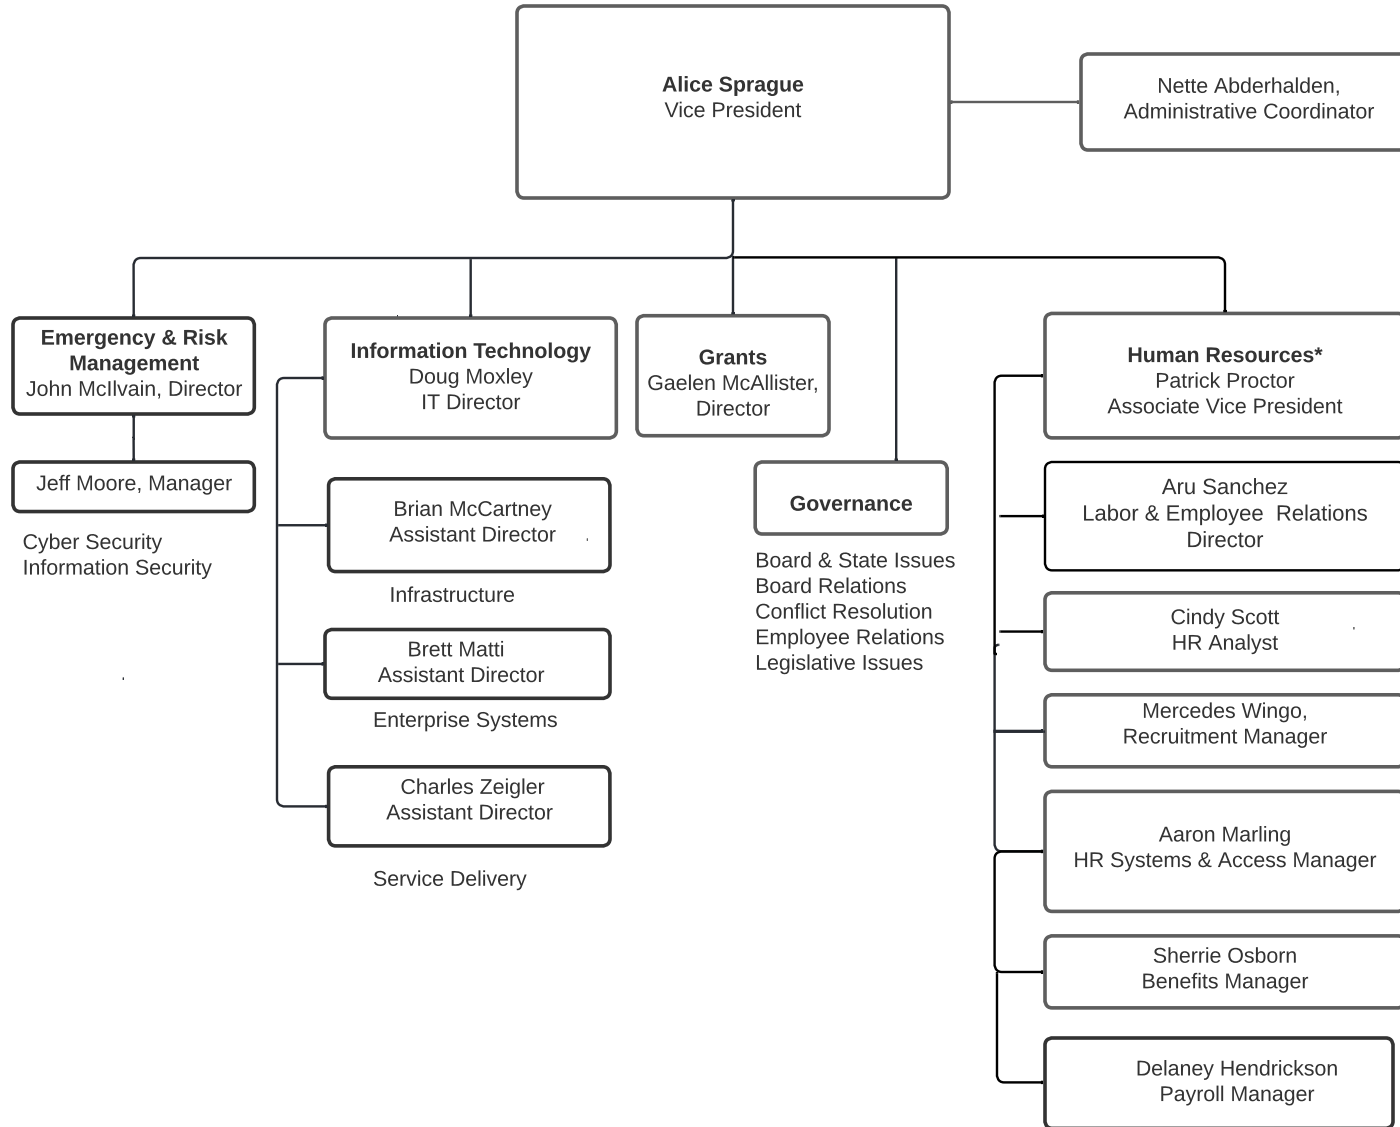 Alice Sprague
Vice President
Nette Abderhalden,
Administrative Coordinator
Emergency & Risk
Management
John McIlvain, Director
Jeff Moore, Manager
Cyber Security
Information Security
Information Technology
Doug Moxley
IT Director
Brian McCartney
Assistant Director
Infrastructure
Brett Matti
Assistant Director
Enterprise Systems
Charles Zeigler
Assistant Director
Service Delivery
Grants
Gaelen McAllister,
Director
Governance
Board & State Issues
Board Relations
Conflict Resolution
Employee Relations
Legislative Issues
Human Resources*
Patrick Proctor
Associate Vice President
Aru Sanchez
Labor & Employee  Relations
Director
Cindy Scott
HR Analyst
Mercedes Wingo,
Recruitment Manager
Aaron Marling
HR Systems & Access Manager
Sherrie Osborn
Benefits Manager
Delaney Hendrickson
Payroll Manager